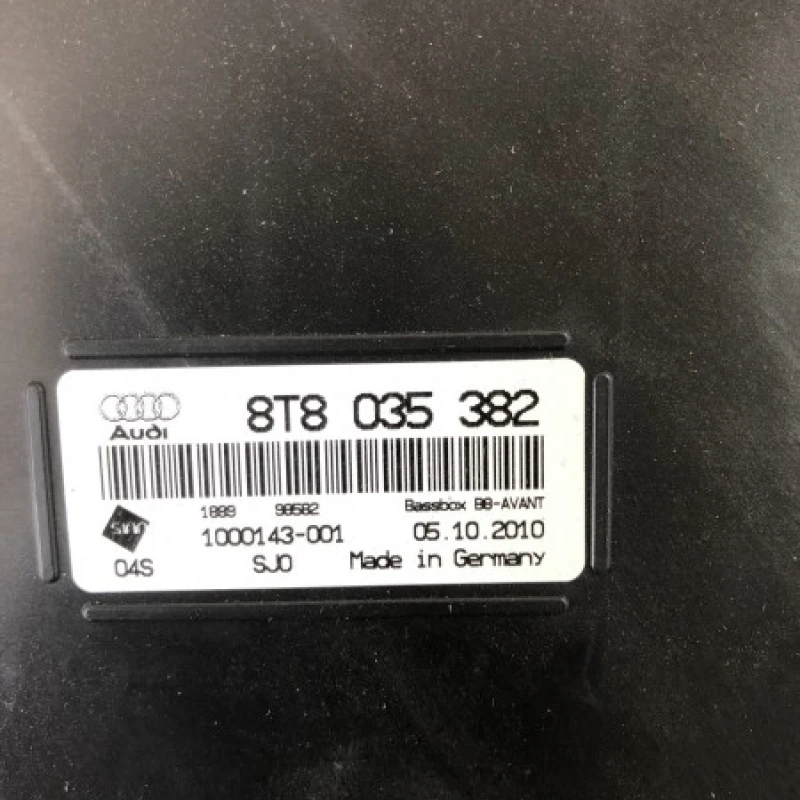 8T8 035 382
Audi
1889 98582 Bassbox B8-AVANT
1000143-001 05.10.2010
04S SJ0 Made in Germany